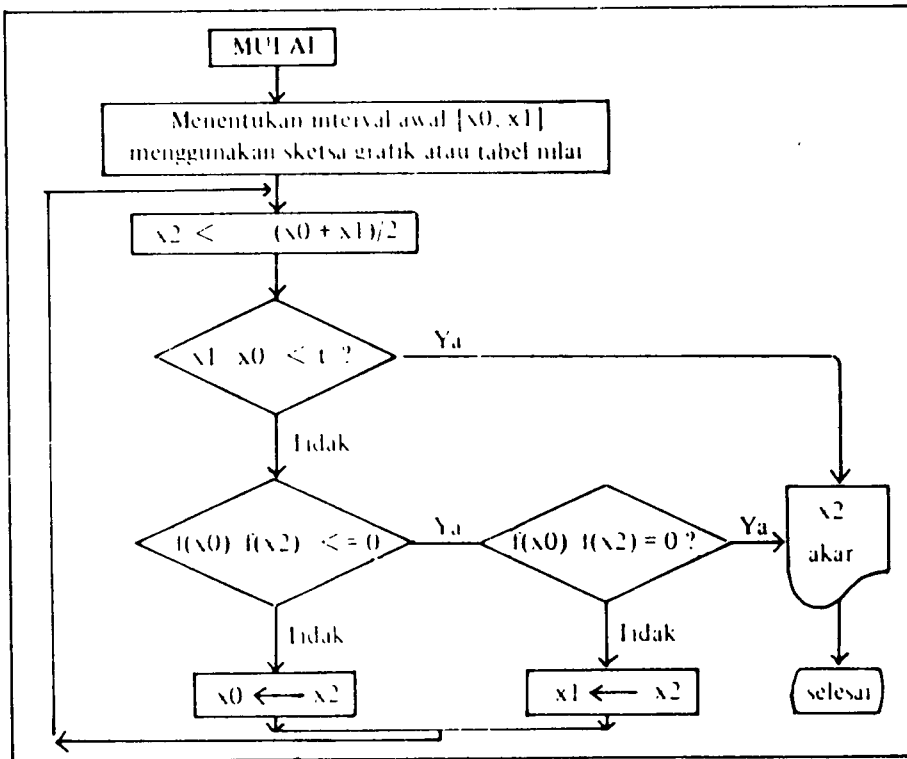 MULAI
Menentukan interval awal [x0, x1]
menggunakan sketsa grafik atau tabel nilai
x2 < (x0 + x1)/2
x1 x0 < t ?
Ya
Tidak
f(x0) f(x2) <= 0
Ya
f(x0) f(x2) = 0 ?
Ya
x2
akar
Tidak
Tidak
x0 ← x2
x1 ← x2
selesai